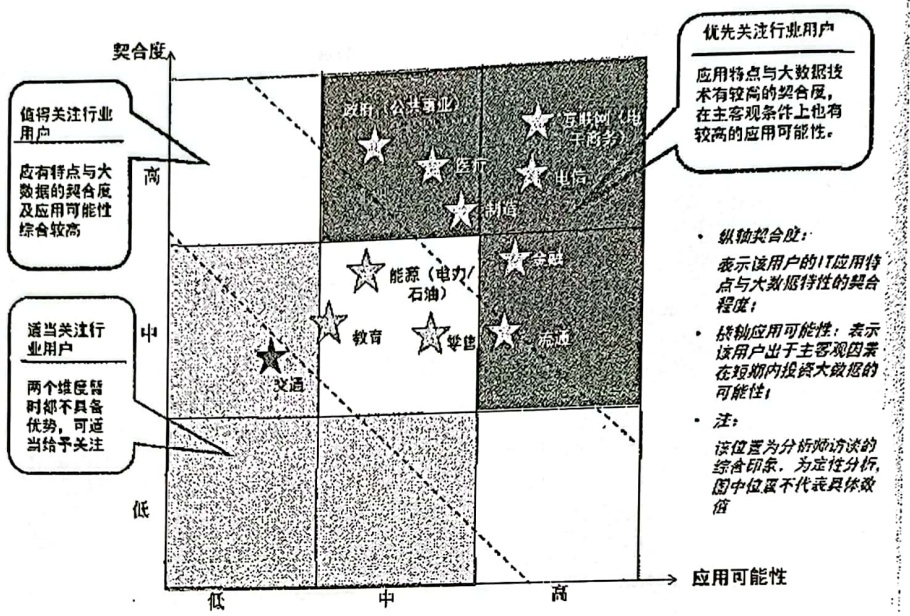 契合度
值得关注行业
用户
应有特点与大
数据的契合度
及应用可能性
综合较高
适当关注行
业用户
两个维度暂
时都不具备
优势，可适
当给予关注
优先关注行业用户
应用特点与大数据技
术有较高的契合度，
在主客观条件上也有
较高的应用可能性。
高
中
低
政府（公共事业）
医疗
制造
互联网（电
子商务）
电信
金融
流通
能源（电力/
石油）
教育
零售
交通
低
中
高
应用可能性
• 纵轴契合度：
表示该用户的IT应用特
点与大数据特性的契合
程度；
• 横轴应用可能性：表示
该用户出于主客观因素
在短期内投资大数据的
可能性；
• 注：
该位置为分析师访谈的
综合印象，为定性分析，
图中位置不代表具体数
值